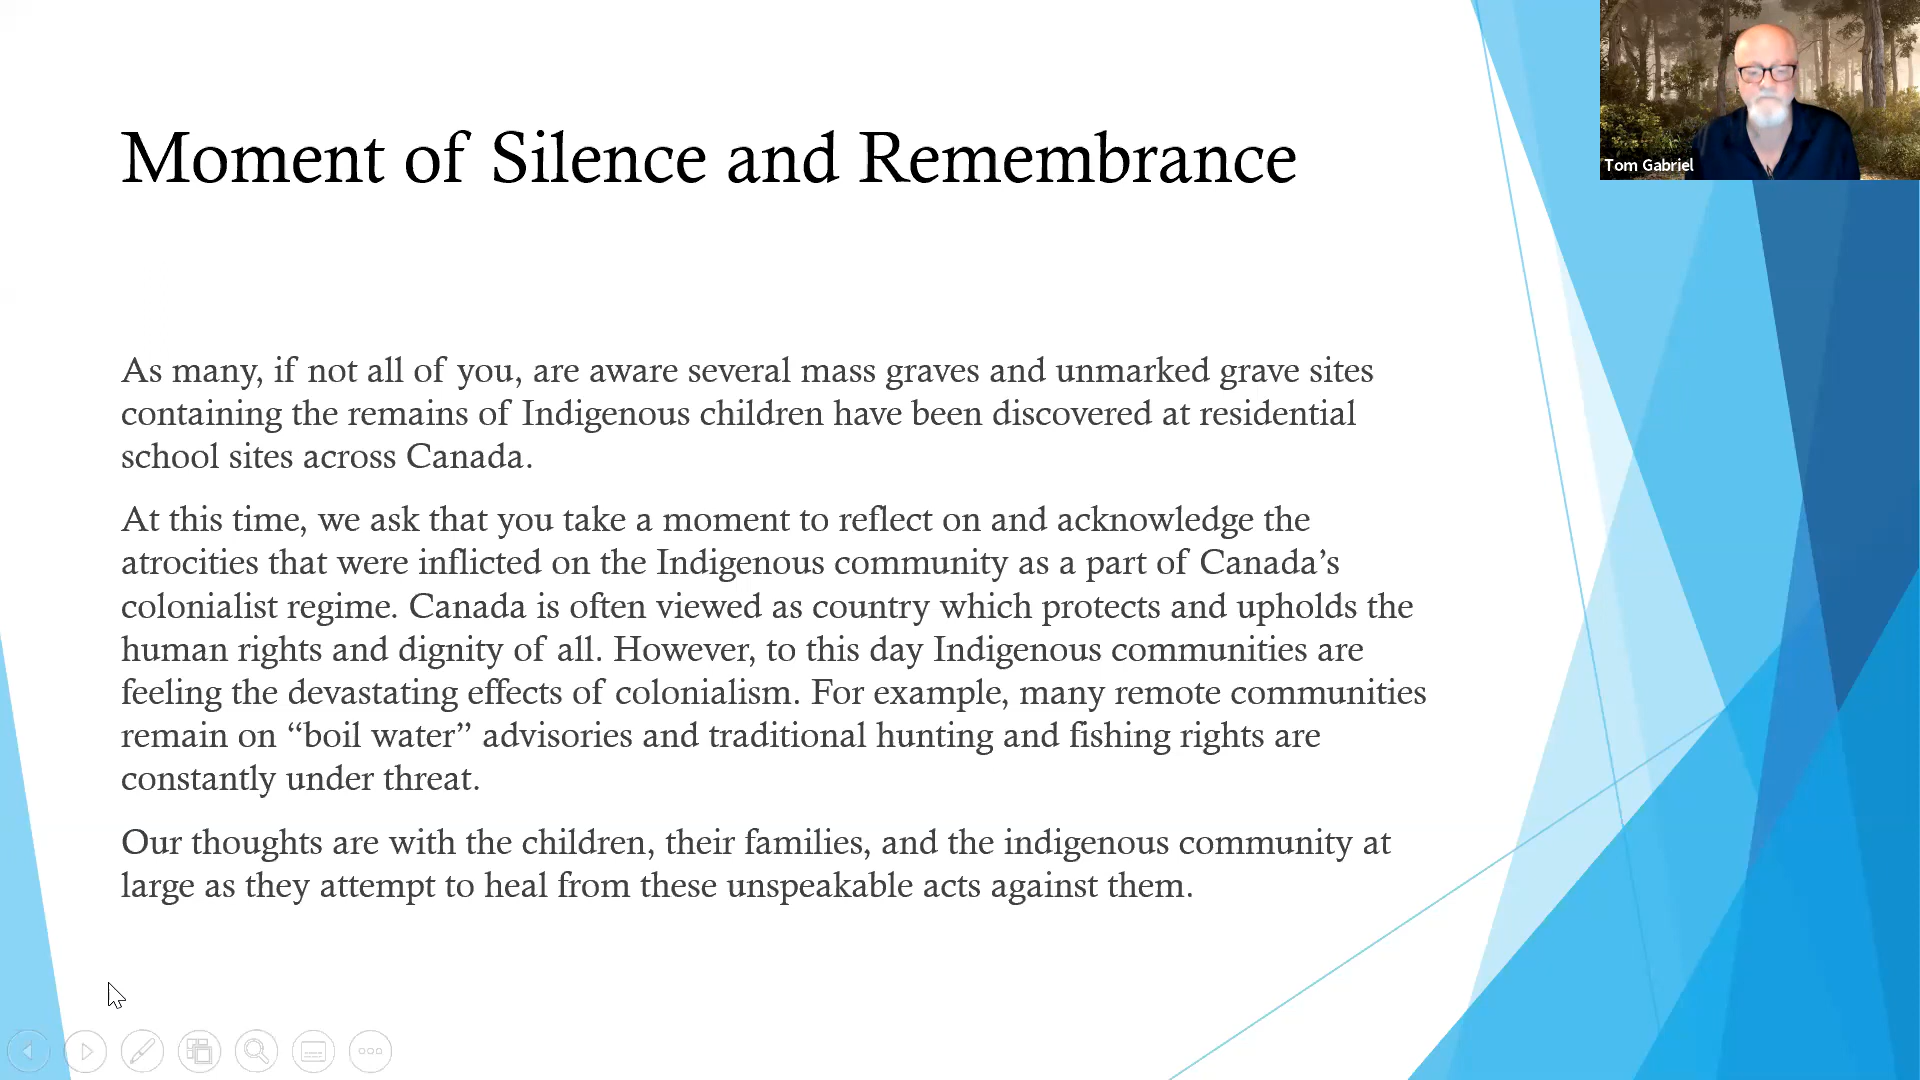 Moment of Silence and Remembrance
Tom Gabriel
As many, if not all of you, are aware several mass graves and unmarked grave sites
containing the remains of Indigenous children have been discovered at residential
school sites across Canada.
At this time, we ask that you take a moment to reflect on and acknowledge the
atrocities that were inflicted on the Indigenous community as a part of Canada’s
colonialist regime. Canada is often viewed as country which protects and upholds the
human rights and dignity of all. However, to this day Indigenous communities are
feeling the devastating effects of colonialism. For example, many remote communities
remain on “boil water” advisories and traditional hunting and fishing rights are
constantly under threat.
Our thoughts are with the children, their families, and the indigenous community at
large as they attempt to heal from these unspeakable acts against them.